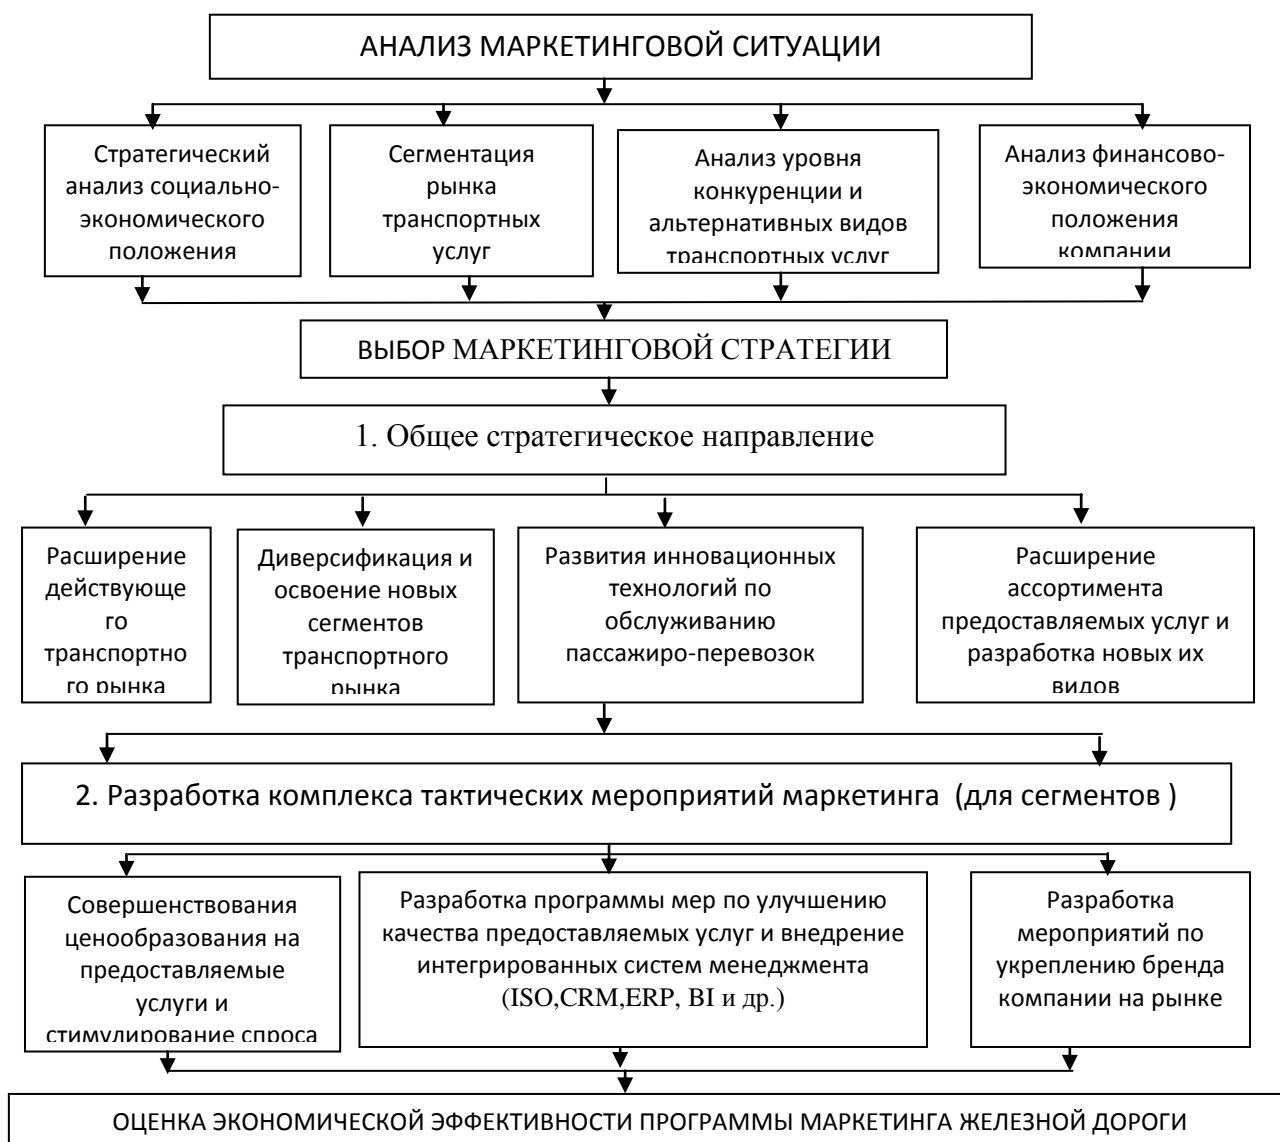 АНАЛИЗ МАРКЕТИНГОВОЙ СИТУАЦИИ
Стратегический
анализ социально-
экономического
положения
Сегментация
рынка
транспортных
услуг
Анализ уровня
конкуренции и
альтернативных видов
транспортных услуг
Анализ финансово-
экономического
положения
компании
ВЫБОР МАРКЕТИНГОВОЙ СТРАТЕГИИ
1. Общее стратегическое направление
Расширение
действующе
го
транспортно
го рынка
Диверсификация и
освоение новых
сегментов
транспортного
рынка
Развития инновационных
технологий по
обслуживанию
пассажиро-перевозок
Расширение
ассортимента
предоставляемых услуг и
разработка новых их
видов
2. Разработка комплекса тактических мероприятий маркетинга (для сегментов )
Совершенствования
ценообразования на
предоставляемые
услуги и
стимулирование спроса
Разработка программы мер по улучшению
качества предоставляемых услуг и внедрение
интегрированных систем менеджмента
(ISO,CRM,ERP, BI и др.)
Разработка
мероприятий по
укреплению бренда
компании на рынке
ОЦЕНКА ЭКОНОМИЧЕСКОЙ ЭФФЕКТИВНОСТИ ПРОГРАММЫ МАРКЕТИНГА ЖЕЛЕЗНОЙ ДОРОГИ